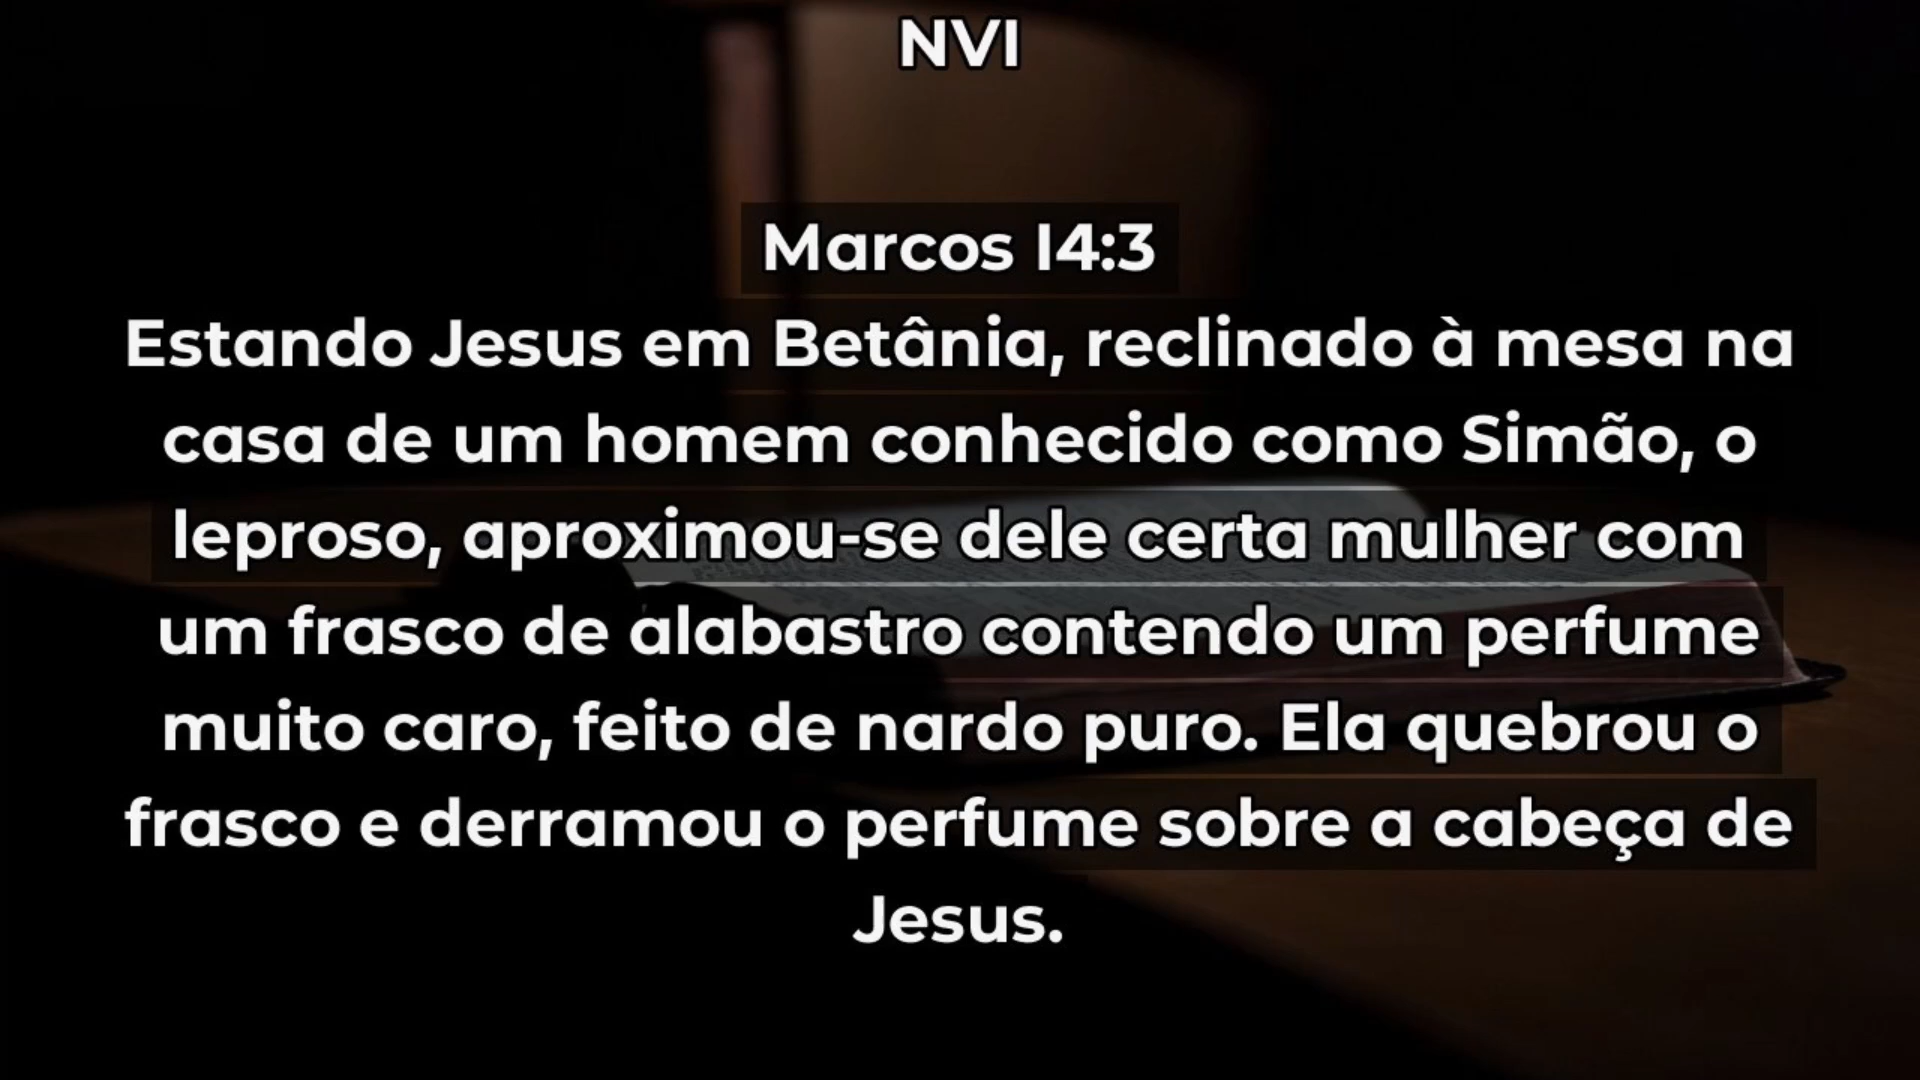 NVI
Marcos 14:3
Estando Jesus em Betânia, reclinado à mesa na
casa de um homem conhecido como Simão, o
leproso, aproximou-se dele certa mulher com
um frasco de alabastro contendo um perfume
muito caro, feito de nardo puro. Ela quebrou o
frasco e derramou o perfume sobre a cabeça de
Jesus.